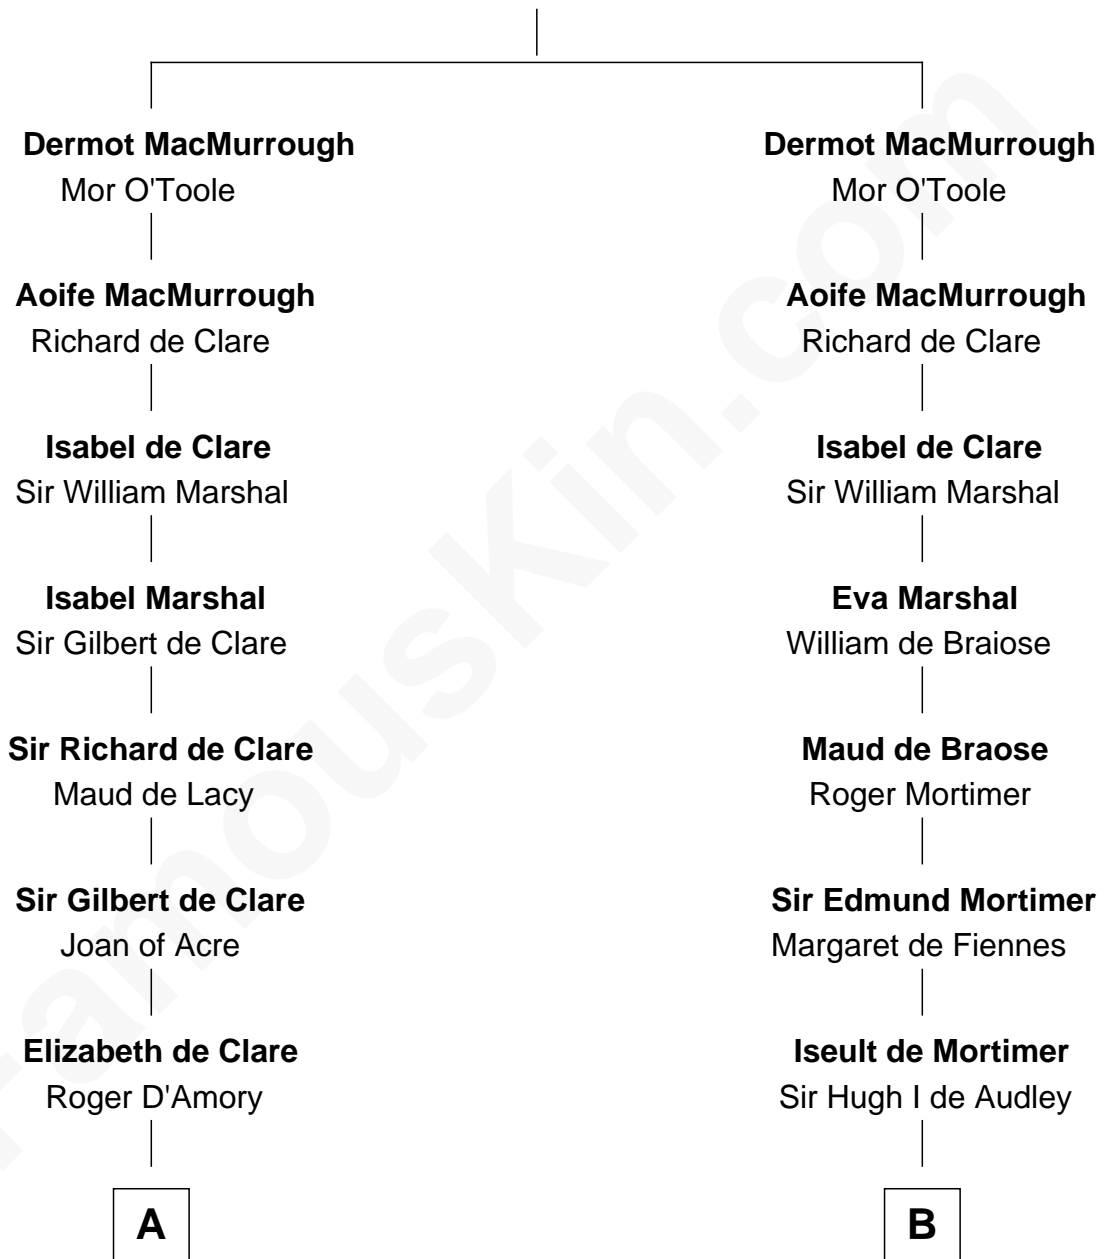 Dermot MacMurrough
Mor O'Toole
Aoife MacMurrough
Richard de Clare
Isabel de Clare
Sir William Marshal
Isabel Marshal
Sir Gilbert de Clare
Sir Richard de Clare
Maud de Lacy
Sir Gilbert de Clare
Joan of Acre
Elizabeth de Clare
Roger D'Amory
A
Dermot MacMurrough
Mor O'Toole
Aoife MacMurrough
Richard de Clare
Isabel de Clare
Sir William Marshal
Eva Marshal
William de Braiose
Maud de Braose
Roger Mortimer
Sir Edmund Mortimer
Margaret de Fiennes
Iseult de Mortimer
Sir Hugh I de Audley
B
FamousKin.com